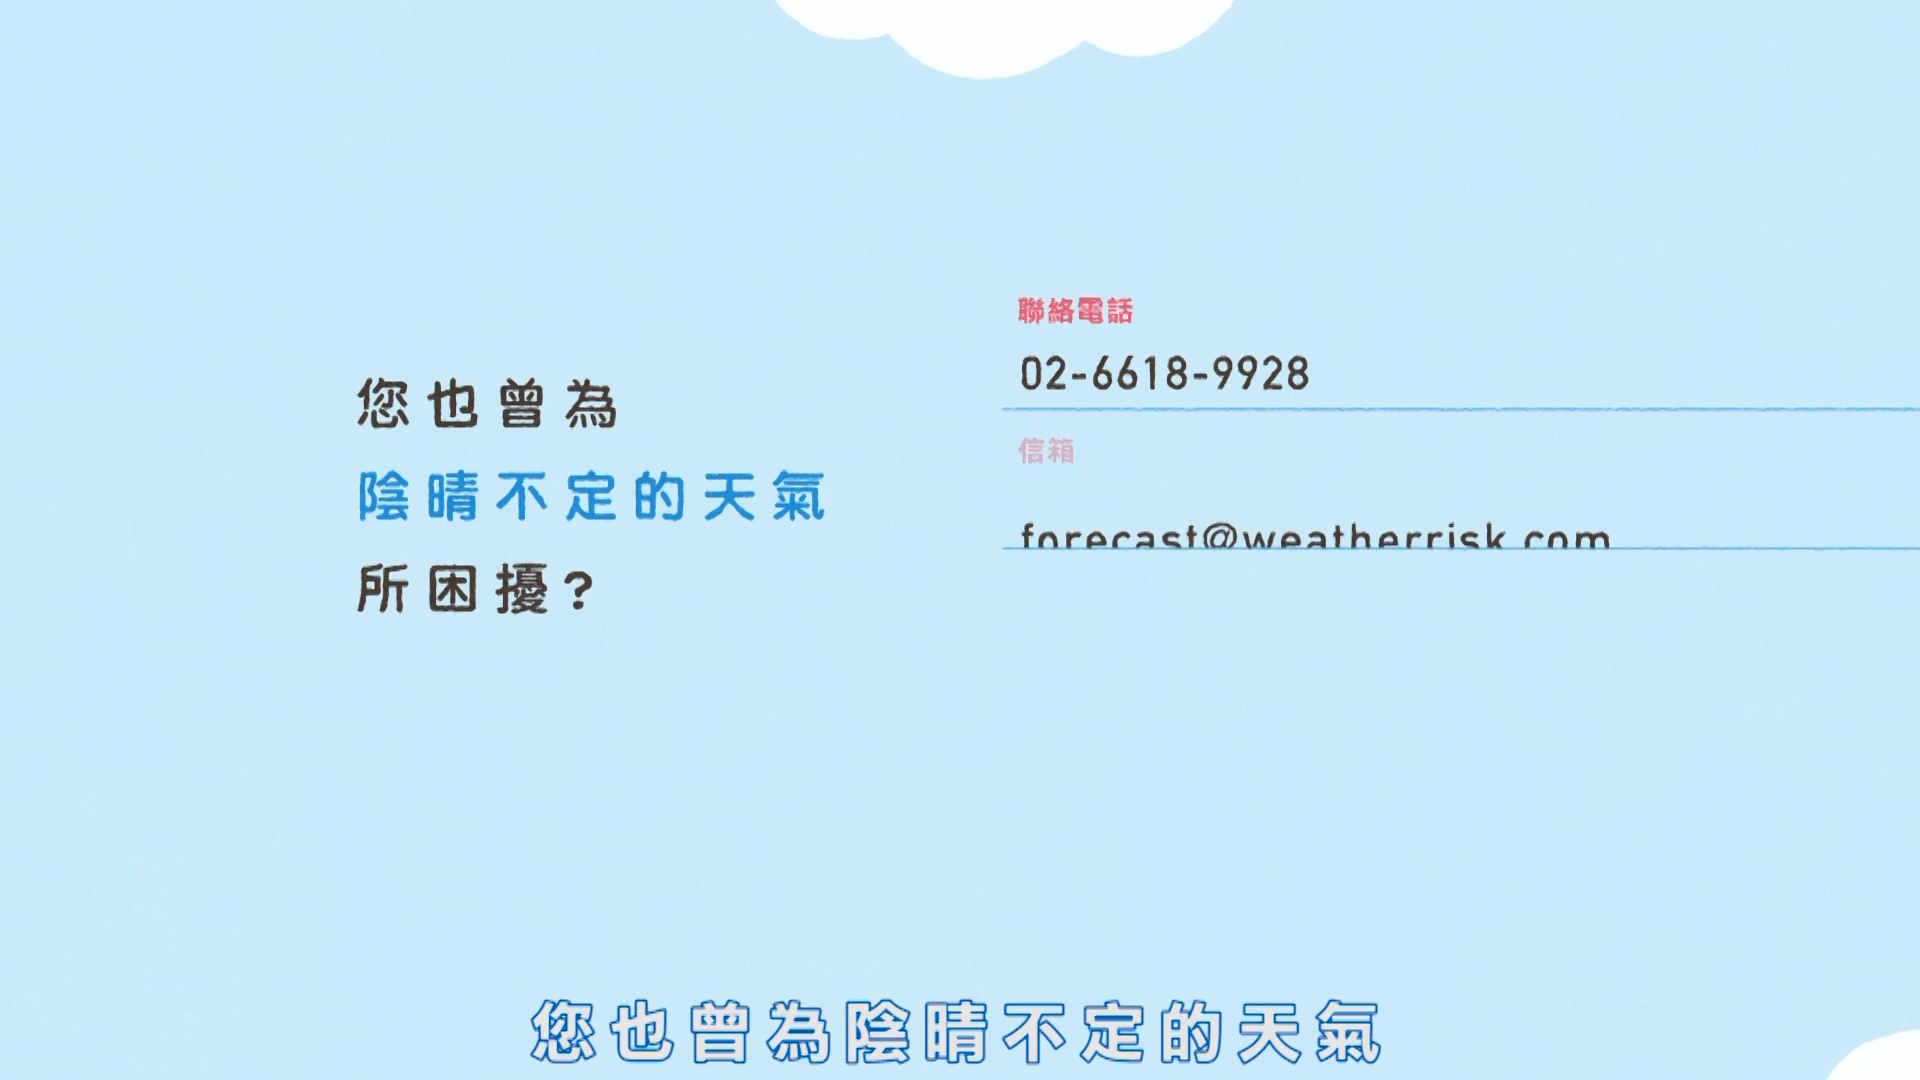 您也曾為
陰晴不定的天氣
所困擾?
聯絡電話
02-6618-9928
信箱
forecast@weatherrisk.com
您也曾為陰晴不定的天氣